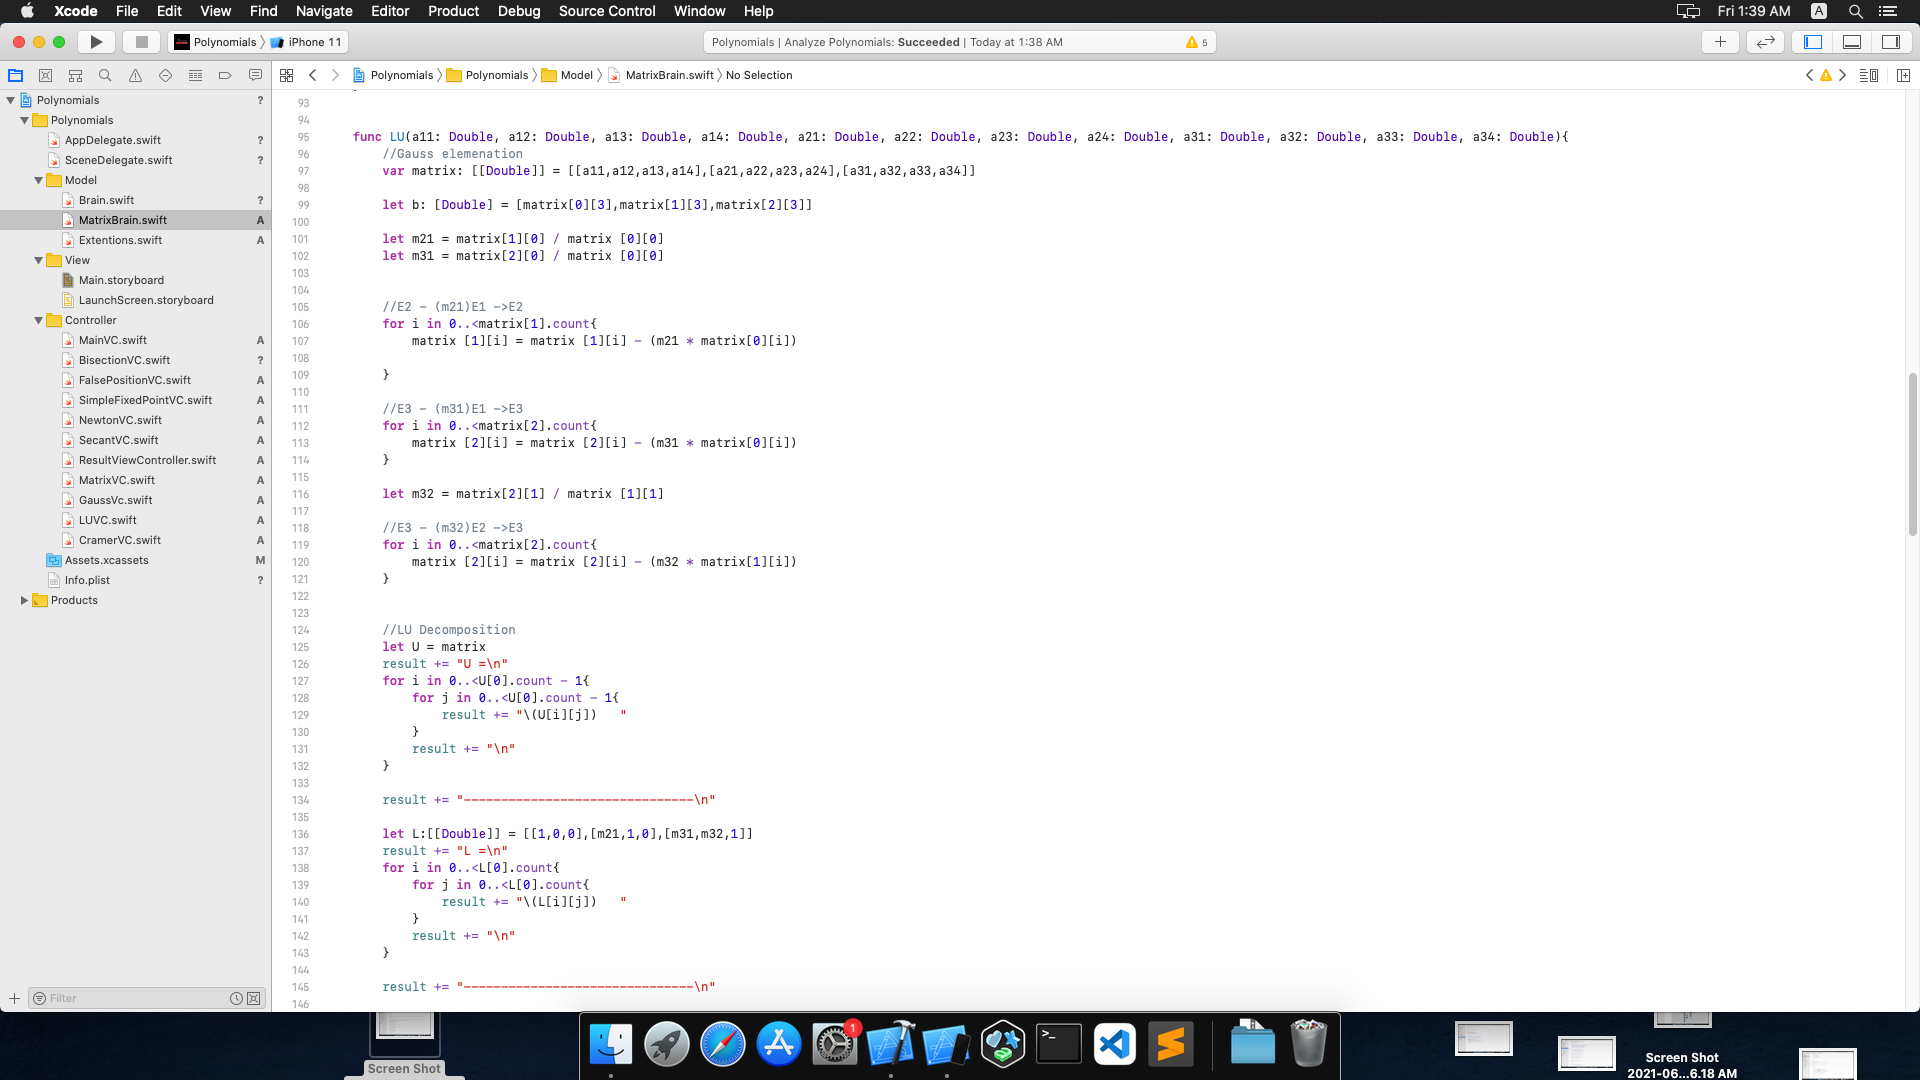 Xcode File Edit View Find Navigate Editor Product Debug Source Control Window Help Fri 1:39 AM A
Polynomials iPhone 11 Polynomials | Analyze Polynomials: Succeeded | Today at 1:38 AM 5
Polynomials Polynomials Model MatrixBrain.swift No Selection
Polynomials ?
Polynomials
AppDelegate.swift ?
SceneDelegate.swift ?
Model
Brain.swift ?
MatrixBrain.swift A
Extentions.swift A
View
Main.storyboard
LaunchScreen.storyboard
Controller
MainVC.swift A
BisectionVC.swift ?
FalsePositionVC.swift A
SimpleFixedPointVC.swift A
NewtonVC.swift A
SecantVC.swift A
ResultViewController.swift A
MatrixVC.swift A
GaussVc.swift A
LUVC.swift A
CramerVC.swift A
Assets.xcassets M
Info.plist ?
Products
Filter
93
94
95 func LU(a11: Double, a12: Double, a13: Double, a14: Double, a21: Double, a22: Double, a23: Double, a24: Double, a31: Double, a32: Double, a33: Double, a34: Double){
96 //Gauss elemenation
97 var matrix: [[Double]] = [[a11,a12,a13,a14],[a21,a22,a23,a24],[a31,a32,a33,a34]]
98
99 let b: [Double] = [matrix[0][3],matrix[1][3],matrix[2][3]]
100
101 let m21 = matrix[1][0] / matrix [0][0]
102 let m31 = matrix[2][0] / matrix [0][0]
103
104
105 //E2 - (m21)E1 ->E2
106 for i in 0..<matrix[1].count{
107 matrix [1][i] = matrix [1][i] - (m21 * matrix[0][i])
108
109 }
110
111 //E3 - (m31)E1 ->E3
112 for i in 0..<matrix[2].count{
113 matrix [2][i] = matrix [2][i] - (m31 * matrix[0][i])
114 }
115
116 let m32 = matrix[2][1] / matrix [1][1]
117
118 //E3 - (m32)E2 ->E3
119 for i in 0..<matrix[2].count{
120 matrix [2][i] = matrix [2][i] - (m32 * matrix[1][i])
121 }
122
123
124 //LU Decomposition
125 let U = matrix
126 result += "U =\n"
127 for i in 0..<U[0].count - 1{
128 for j in 0..<U[0].count - 1{
129 result += "\(U[i][j])   "
130 }
131 result += "\n"
132 }
133
134 result += "-------------------------------\n"
135
136 let L:[[Double]] = [[1,0,0],[m21,1,0],[m31,m32,1]]
137 result += "L =\n"
138 for i in 0..<L[0].count{
139 for j in 0..<L[0].count{
140 result += "\(L[i][j])   "
141 }
142 result += "\n"
143 }
144
145 result += "-------------------------------\n"
146
1
Screen Shot
Screen Shot
2021-06...6.18 AM